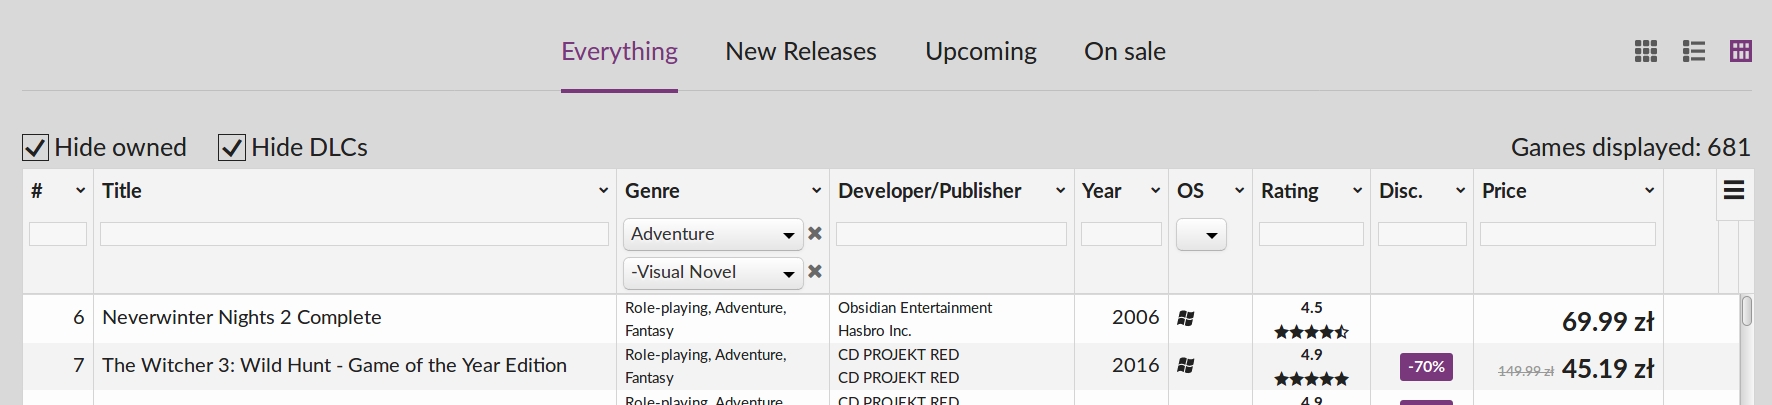 Everything New Releases Upcoming On sale
Hide owned Hide DLCs Games displayed: 681
# Title Genre Developer/Publisher Year OS Rating Disc. Price
Adventure
-Visual Novel
6 Neverwinter Nights 2 Complete Role-playing, Adventure, Fantasy Obsidian Entertainment Hasbro Inc. 2006 4.5 69.99 zł
7 The Witcher 3: Wild Hunt - Game of the Year Edition Role-playing, Adventure, Fantasy CD PROJEKT RED CD PROJEKT RED 2016 4.9 -70% 149.99 zł 45.19 zł
Role-playing, Adventure, CD PROJEKT RED 4.9